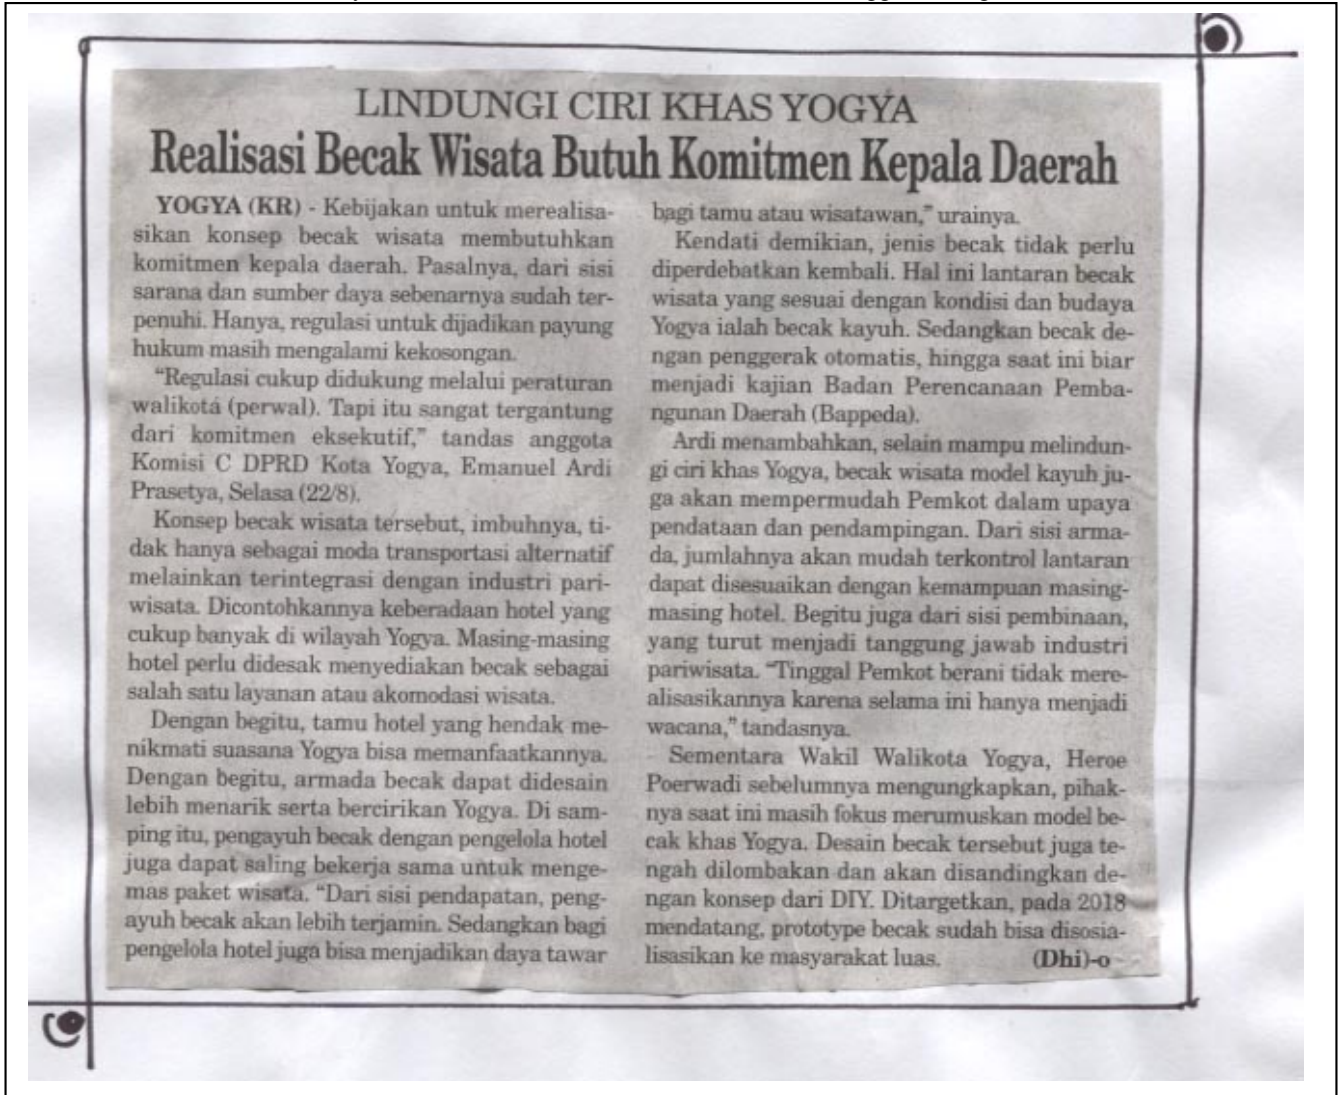 LINDUNGI CIRI KHAS YOGYA
Realisasi Becak Wisata Butuh Komitmen Kepala Daerah
YOGYA (KR) - Kebijakan untuk merealisa-
sikan konsep becak wisata membutuhkan
komitmen kepala daerah. Pasalnya, dari sisi
sarana dan sumber daya sebenarnya sudah ter-
penuhi. Hanya, regulasi untuk dijadikan payung
hukum masih mengalami kekosongan.
"Regulasi cukup didukung melalui peraturan
walikota (perwal). Tapi itu sangat tergantung
dari komitmen eksekutif," tandas anggota
Komisi C DPRD Kota Yogya, Emanuel Ardi
Prasetya, Selasa (22/8).
Konsep becak wisata tersebut, imbuhnya, ti-
dak hanya sebagai moda transportasi alternatif
melainkan terintegrasi dengan industri pari-
wisata. Dicontohkannya keberadaan hotel yang
cukup banyak di wilayah Yogya. Masing-masing
hotel perlu didesak menyediakan becak sebagai
salah satu layanan atau akomodasi wisata.
Dengan begitu, tamu hotel yang hendak me-
nikmati suasana Yogya bisa memanfaatkannya.
Dengan begitu, armada becak dapat didesain
lebih menarik serta bercirikan Yogya. Di sam-
ping itu, pengayuh becak dengan pengelola hotel
juga dapat saling bekerja sama untuk menge-
mas paket wisata. "Dari sisi pendapatan, peng-
ayuh becak akan lebih terjamin. Sedangkan bagi
pengelola hotel juga bisa menjadikan daya tawar
bagi tamu atau wisatawan," urainya.
Kendati demikian, jenis becak tidak perlu
diperdebatkan kembali. Hal ini lantaran becak
wisata yang sesuai dengan kondisi dan budaya
Yogya ialah becak kayuh. Sedangkan becak de-
ngan penggerak otomatis, hingga saat ini biar
menjadi kajian Badan Perencanaan Pemba-
ngunan Daerah (Bappeda).
Ardi menambahkan, selain mampu melindun-
gi ciri khas Yogya, becak wisata model kayuh ju-
ga akan mempermudah Pemkot dalam upaya
pendataan dan pendampingan. Dari sisi arma-
da, jumlahnya akan mudah terkontrol lantaran
dapat disesuaikan dengan kemampuan masing-
masing hotel. Begitu juga dari sisi pembinaan,
yang turut menjadi tanggung jawab industri
pariwisata. "Tinggal Pemkot berani tidak mere-
alisasikannya karena selama ini hanya menjadi
wacana," tandasnya.
Sementara Wakil Walikota Yogya, Heroe
Poerwadi sebelumnya mengungkapkan, pihak-
nya saat ini masih fokus merumuskan model be-
cak khas Yogya. Desain becak tersebut juga te-
ngah dilombakan dan akan disandingkan de-
ngan konsep dari DIY. Ditargetkan, pada 2018
mendatang, prototype becak sudah bisa disosia-
lisasikan ke masyarakat luas. (Dhi)-o